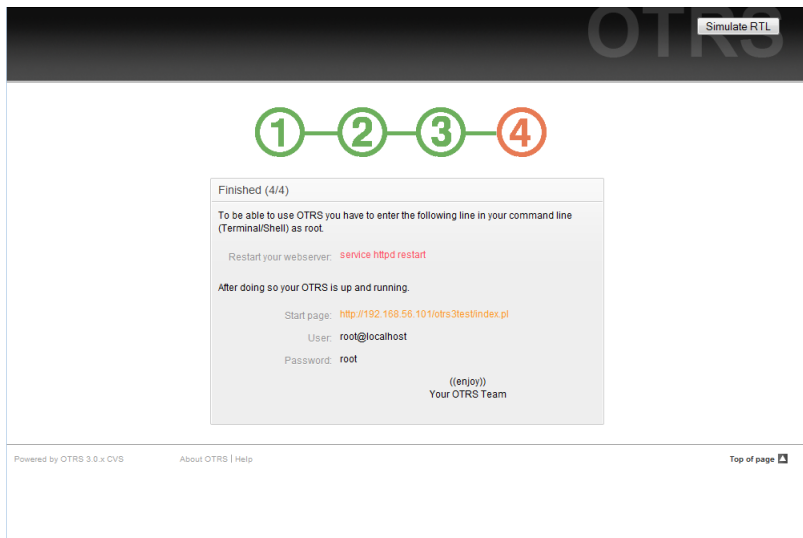 OTRS
Simulate RTL
1 2 3 4
Finished (4/4)
To be able to use OTRS you have to enter the following line in your command line
(Terminal/Shell) as root.
Restart your webserver: service httpd restart
After doing so your OTRS is up and running.
Start page: http://192.168.56.101/otrs3test/index.pl
User: root@localhost
Password: root
((enjoy))
Your OTRS Team
Powered by OTRS 3.0.x CVS About OTRS | Help Top of page